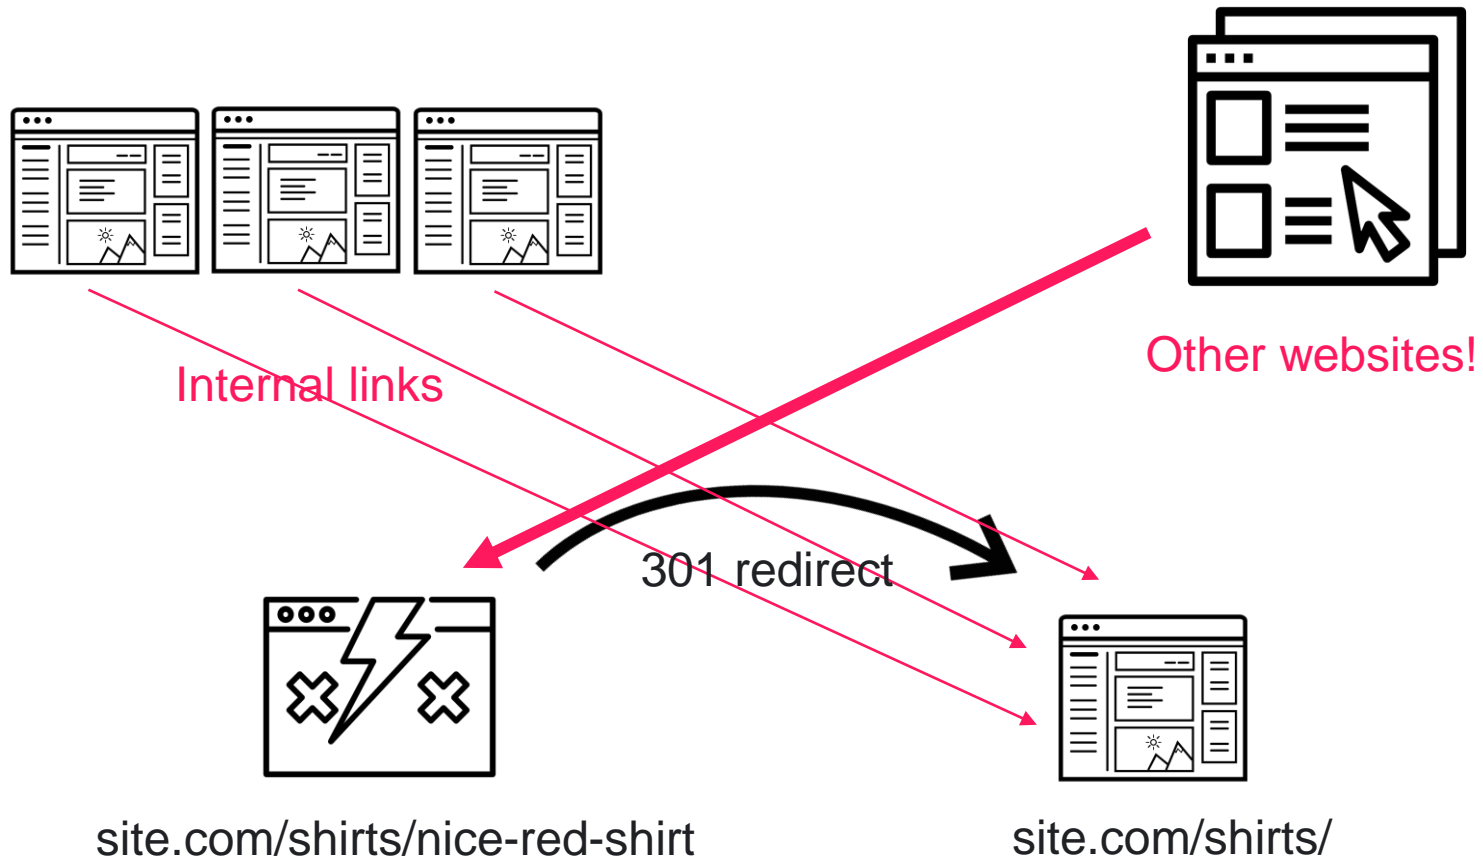 Other websites!
Internal links
301 redirect
site.com/shirts/nice-red-shirt
site.com/shirts/